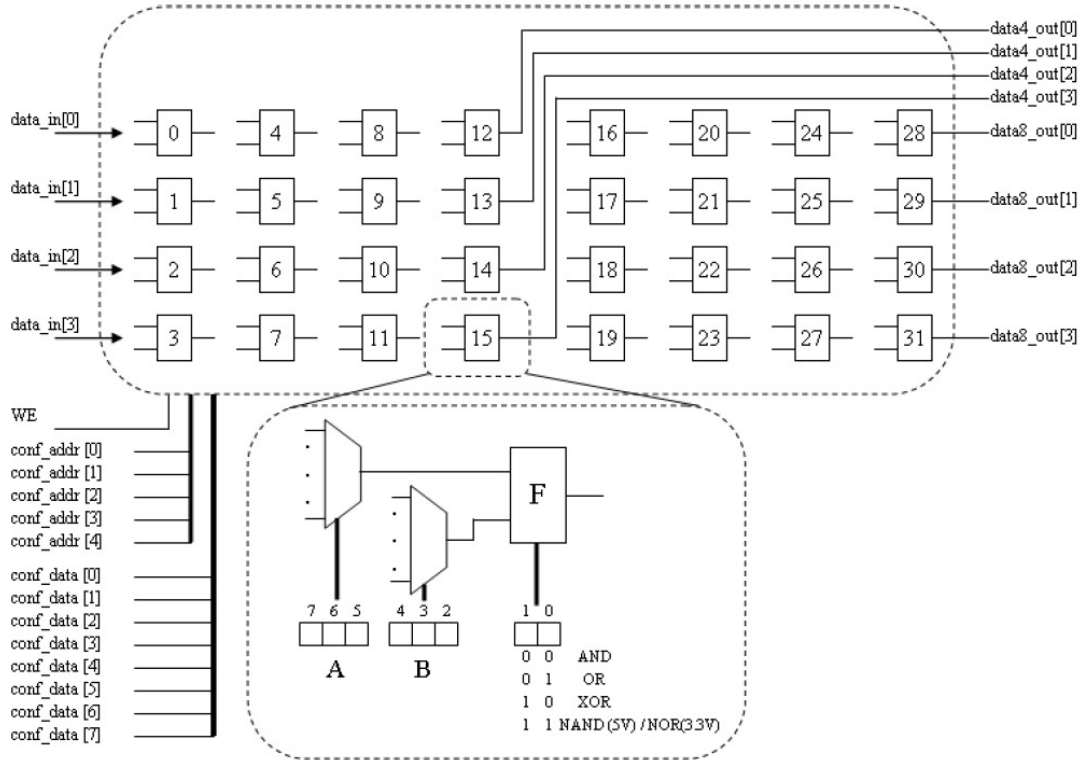 data4_out[0]
data4_out[1]
data4_out[2]
data4_out[3]
data_in[0] 0 4 8 12 16 20 24 28 data8_out[0]
data_in[1] 1 5 9 13 17 21 25 29 data8_out[1]
data_in[2] 2 6 10 14 18 22 26 30 data8_out[2]
data_in[3] 3 7 11 15 19 23 27 31 data8_out[3]
WE
conf_addr [0]
conf_addr [1]
conf_addr [2]
conf_addr [3]
conf_addr [4]
conf_data [0]
conf_data [1]
conf_data [2]
conf_data [3]
conf_data [4]
conf_data [5]
conf_data [6]
conf_data [7]
F
7 6 5 4 3 2 1 0
A B
0 0 AND
0 1 OR
1 0 XOR
1 1 NAND (5V) / NOR(3.3V)